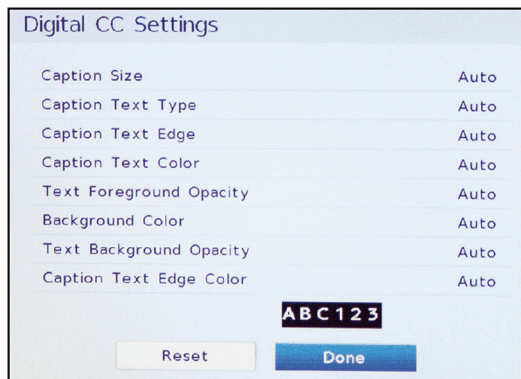 Digital CC Settings
Caption Size Auto
Caption Text Type Auto
Caption Text Edge Auto
Caption Text Color Auto
Text Foreground Opacity Auto
Background Color Auto
Text Background Opacity Auto
Caption Text Edge Color Auto
ABC123
Reset Done